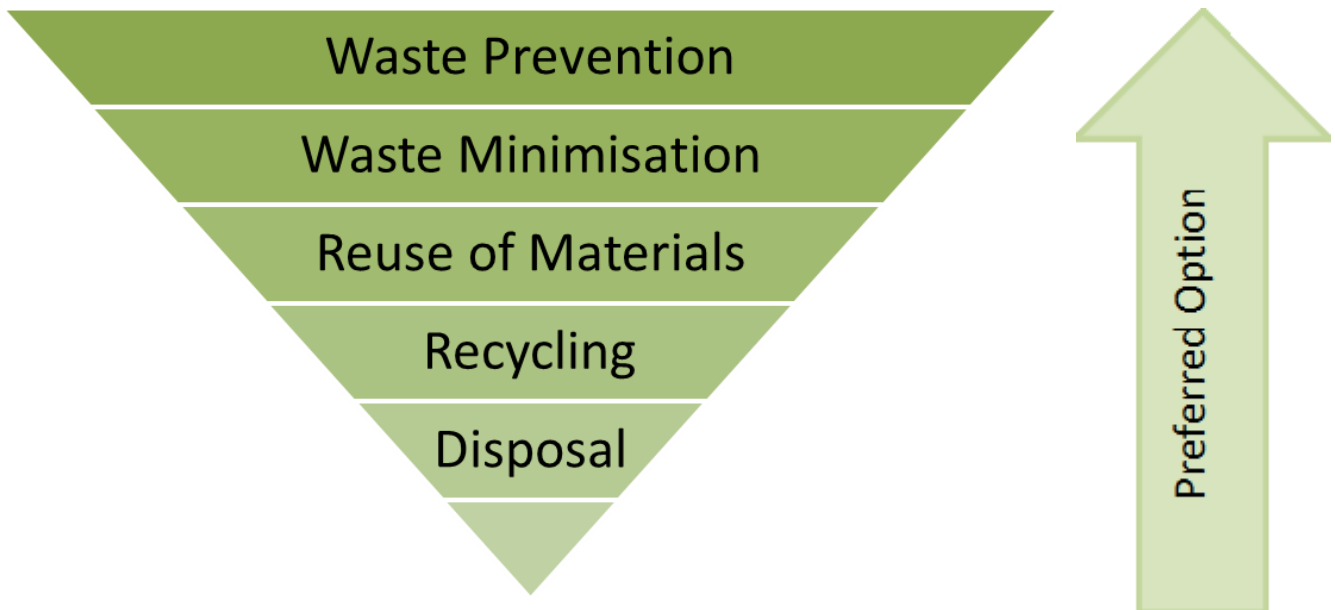 Waste Prevention
Waste Minimisation
Reuse of Materials
Recycling
Disposal
Preferred Option